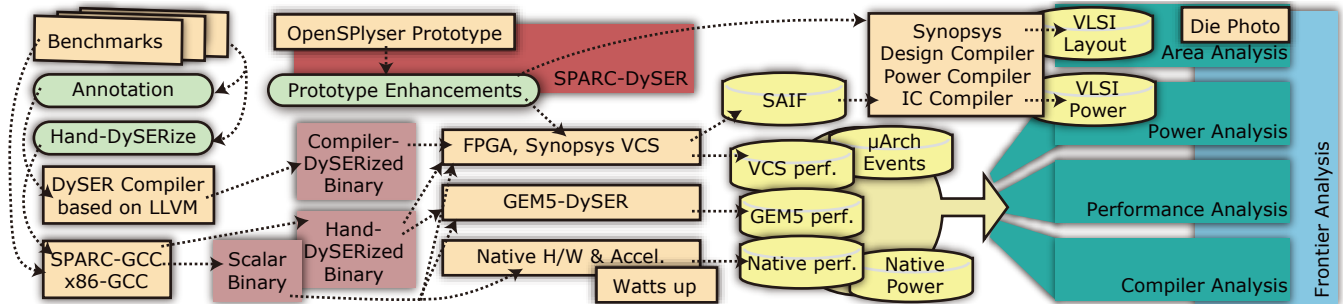 Benchmarks
Annotation
Hand-DySERize
DySER Compiler
based on LLVM
SPARC-GCC
x86-GCC
OpenSPlyser Prototype
SPARC-DySER
Prototype Enhancements
Compiler-
DySERized
Binary
Hand-
DySERized
Binary
Scalar
Binary
FPGA, Synopsys VCS
GEM5-DySER
Native H/W & Accel.
Watts up
SAIF
VCS perf.
µArch
Events
GEM5 perf.
Native perf.
Native
Power
Synopsys
Design Compiler
Power Compiler
IC Compiler
VLSI
Layout
VLSI
Power
Die Photo
Area Analysis
Power Analysis
Performance Analysis
Compiler Analysis
Frontier Analysis